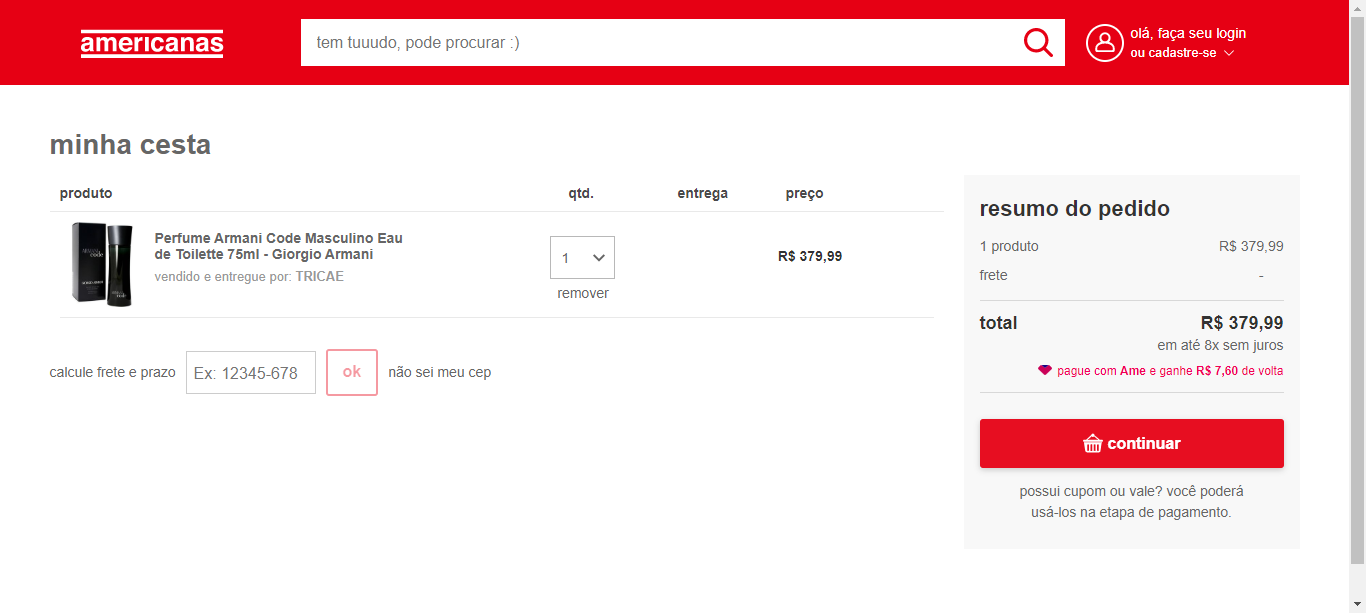 americanas
tem tuuudo, pode procurar :)
olá, faça seu login
ou cadastre-se
minha cesta
produto qtd. entrega preço
Perfume Armani Code Masculino Eau
de Toilette 75ml - Giorgio Armani
vendido e entregue por: TRICAE
1
remover
R$ 379,99
calcule frete e prazo Ex: 12345-678 ok não sei meu cep
resumo do pedido
1 produto R$ 379,99
frete -
total R$ 379,99
em até 8x sem juros
pague com Ame e ganhe R$ 7,60 de volta
continuar
possui cupom ou vale? você poderá
usá-los na etapa de pagamento.